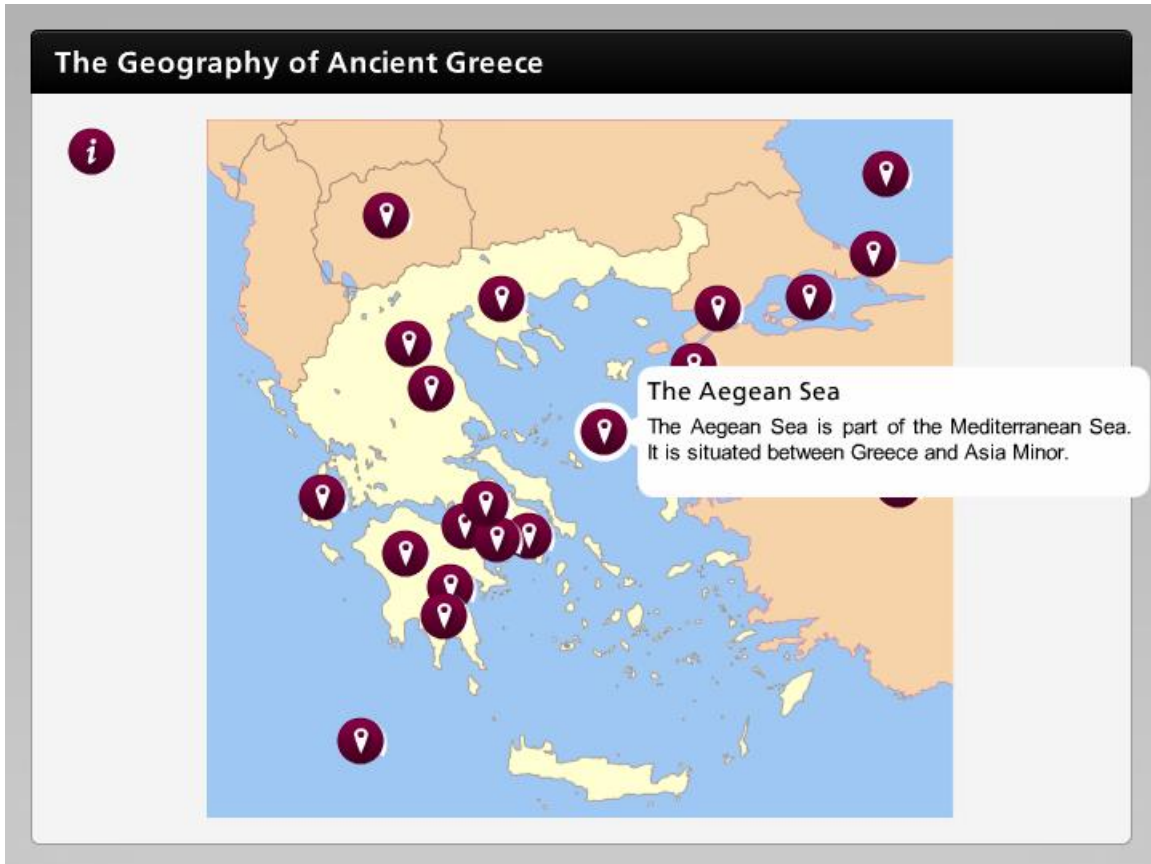 The Geography of Ancient Greece
i
The Aegean Sea
The Aegean Sea is part of the Mediterranean Sea.
It is situated between Greece and Asia Minor.